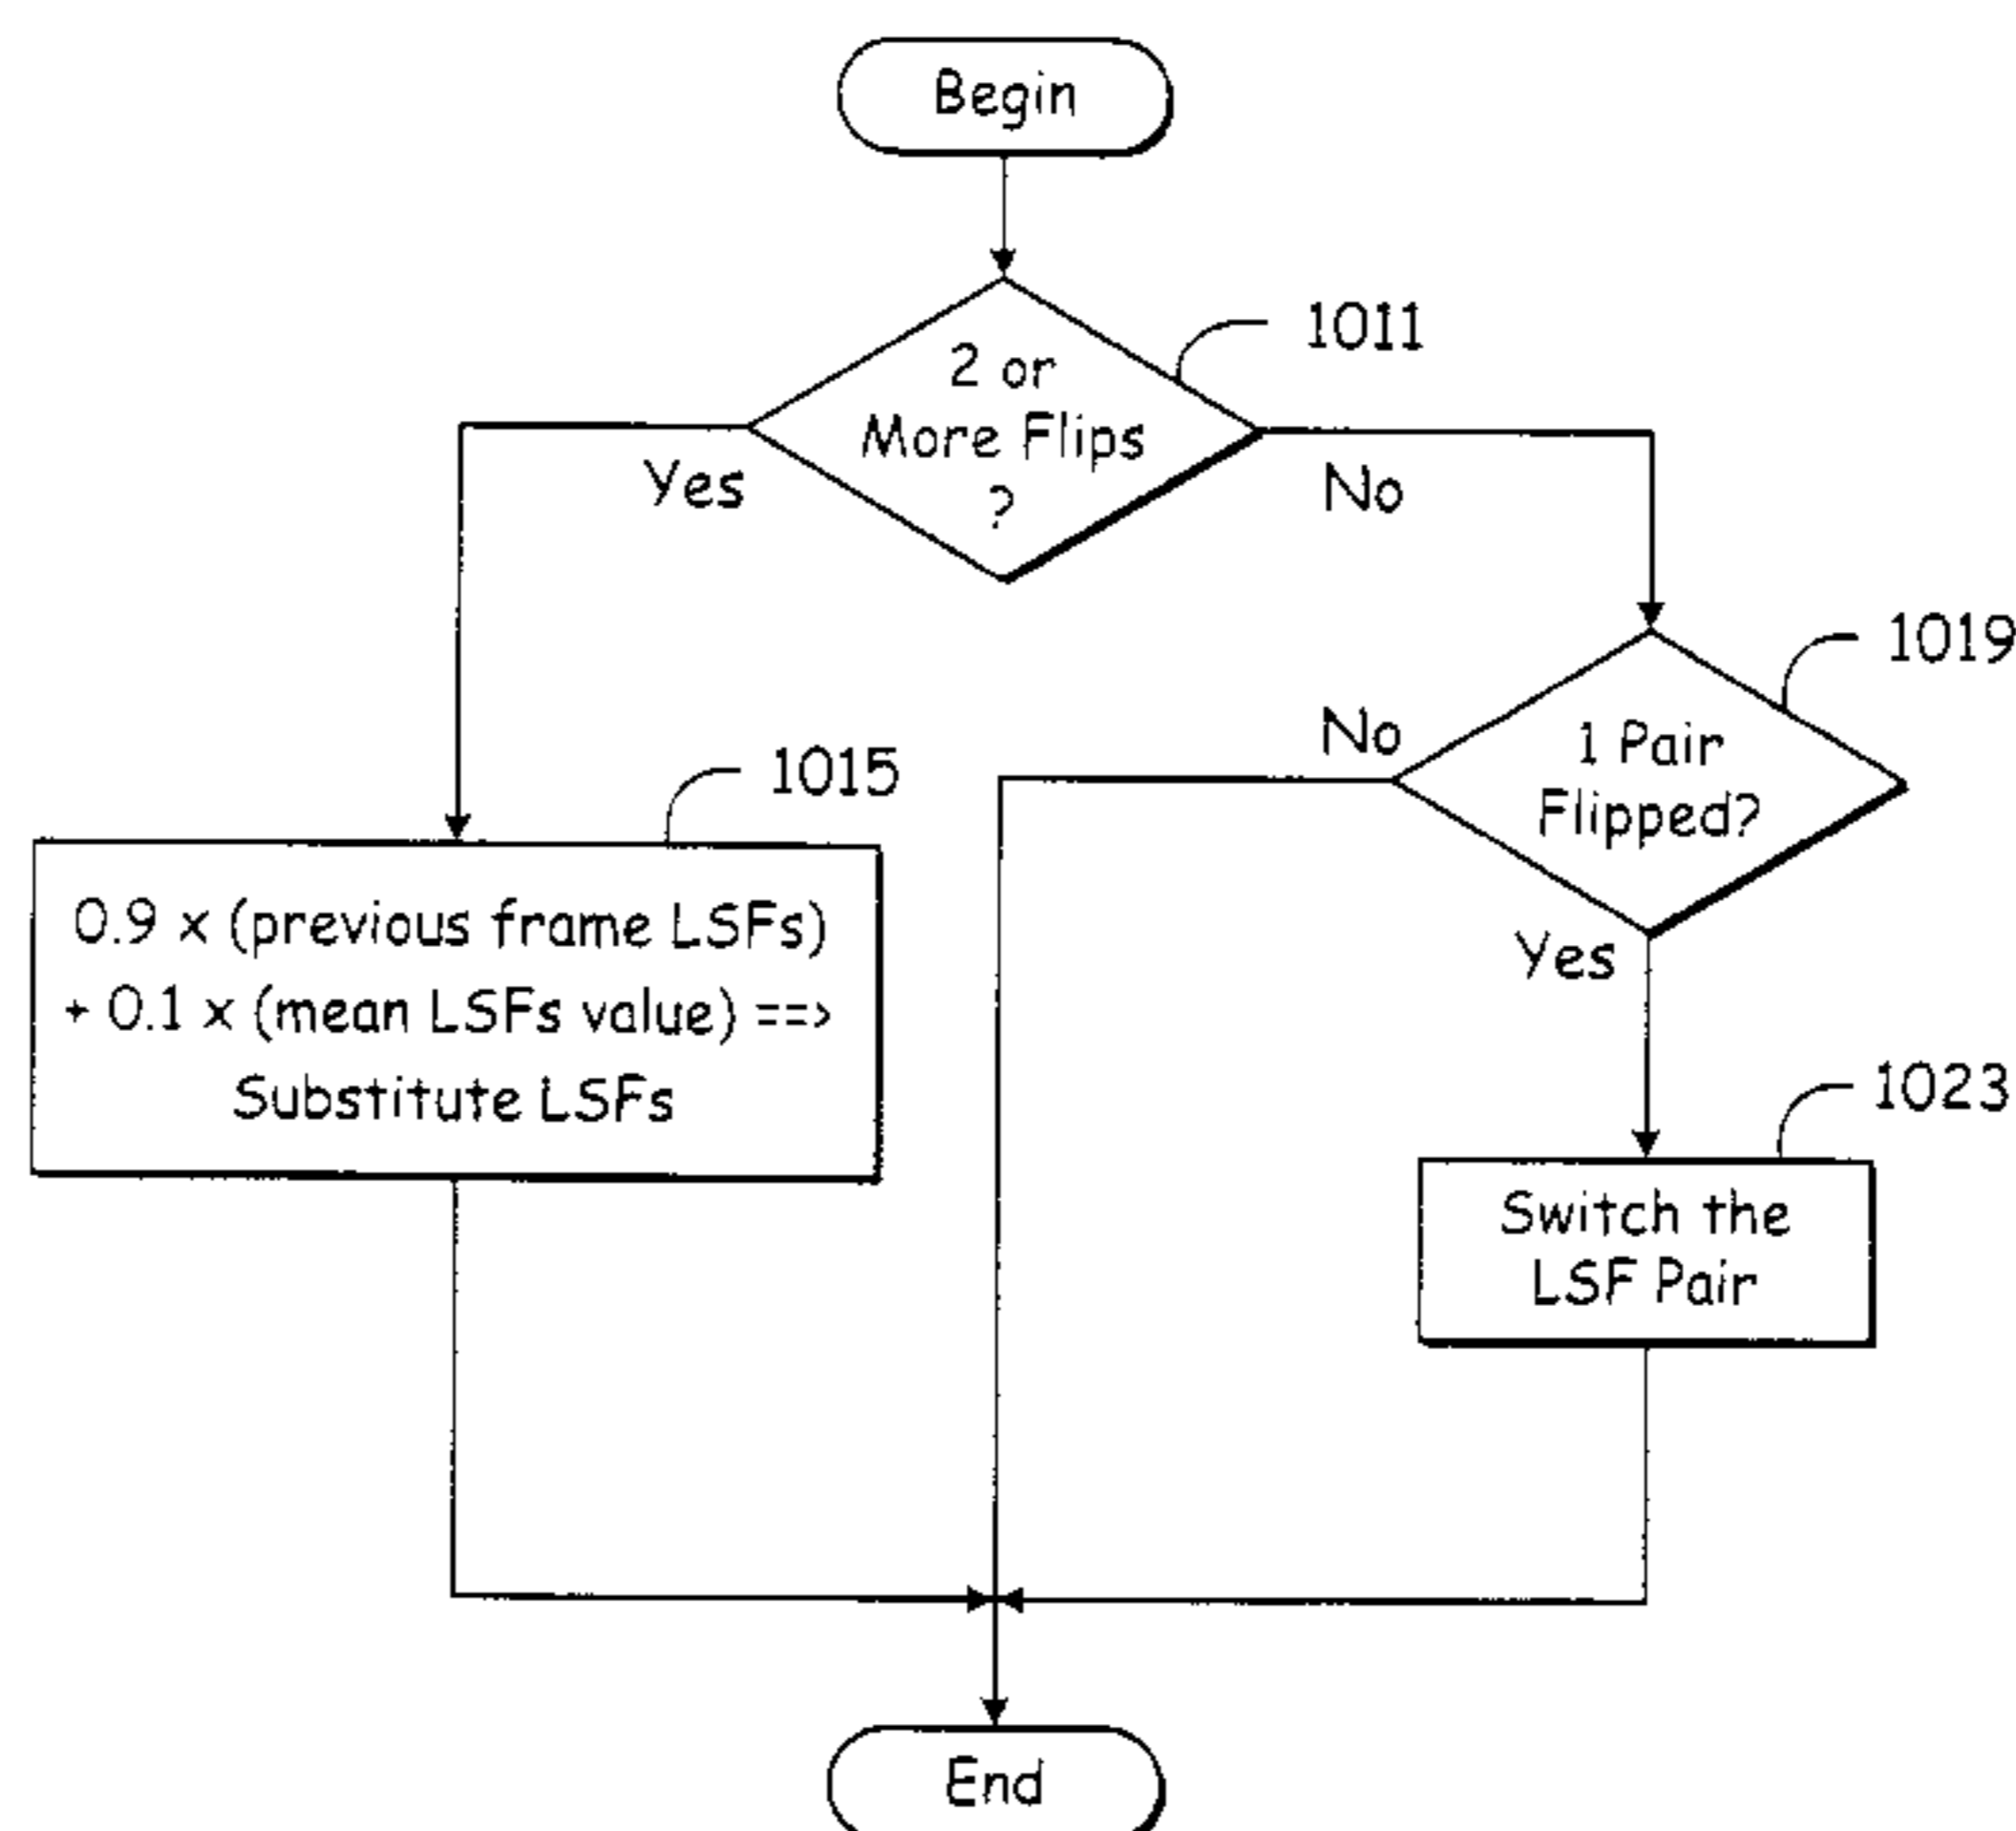 Begin
1011
2 or
More Flips
?
Yes
No
1019
1 Pair
Flipped?
No
Yes
1015
0.9 x (previous frame LSFs)
+ 0.1 x (mean LSFs value) ==>
Substitute LSFs
1023
Switch the
LSF Pair
End